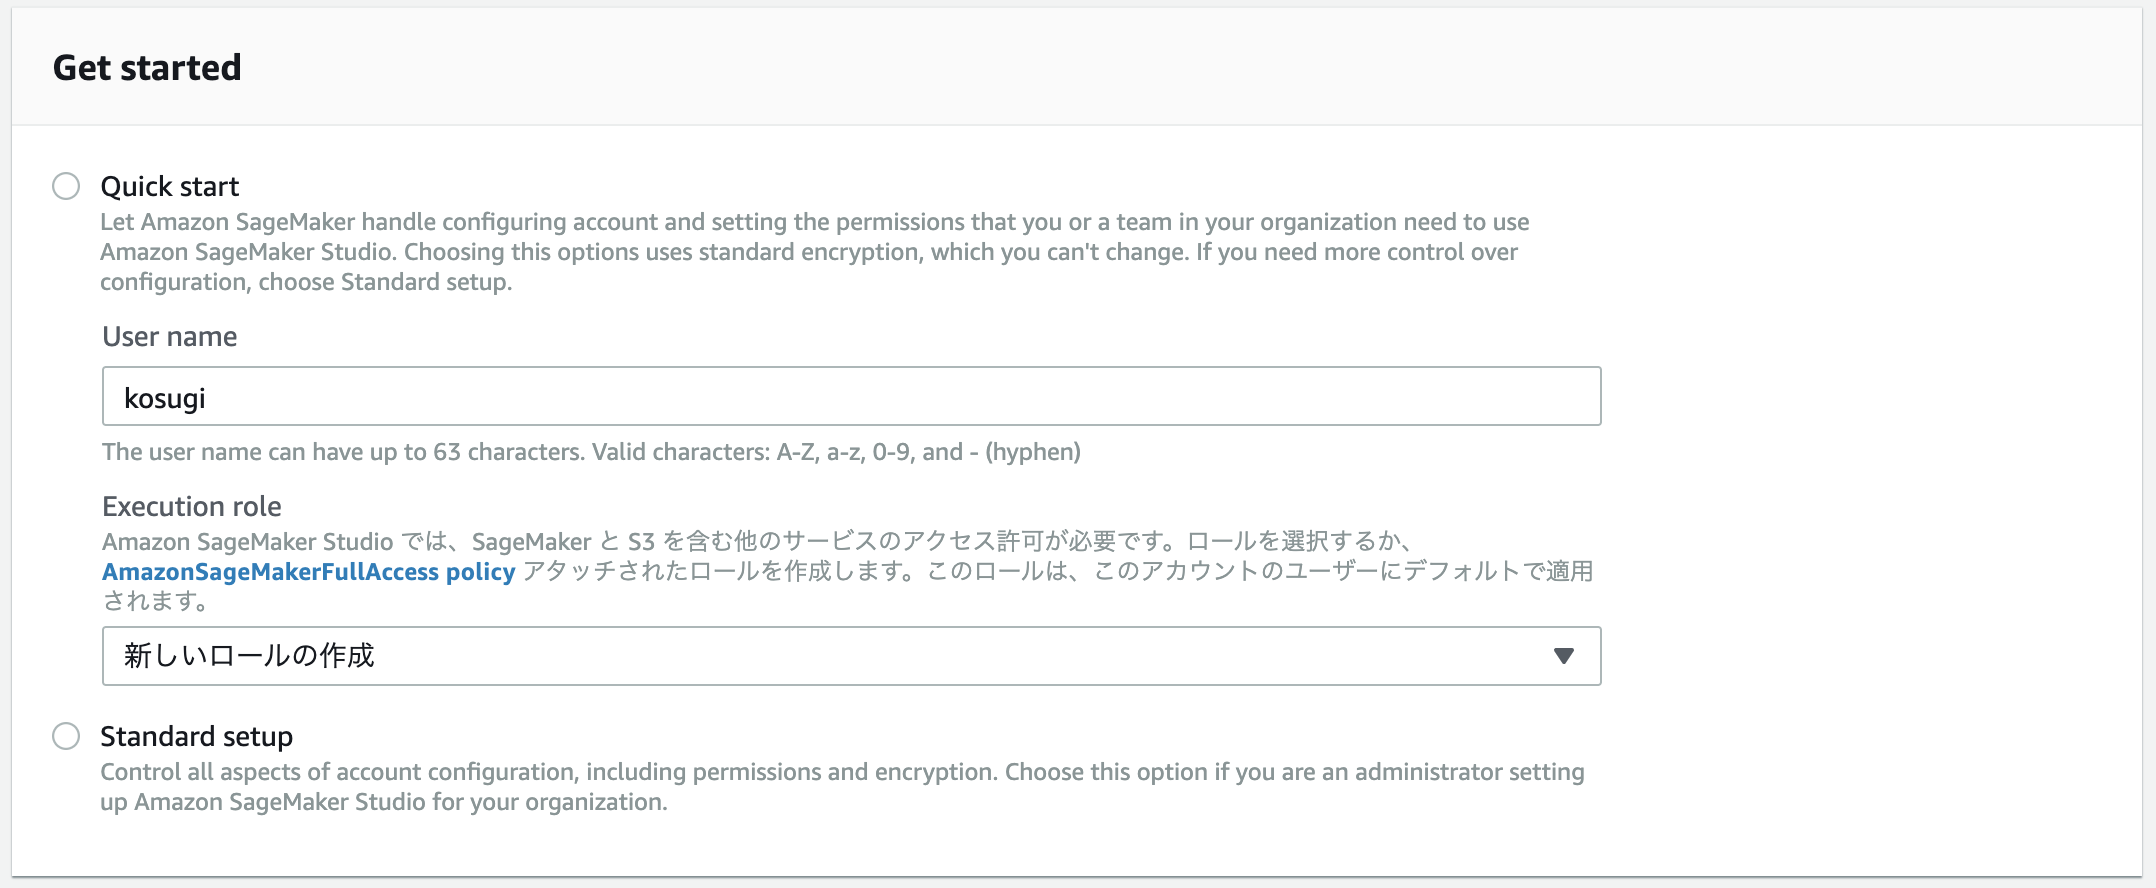 Get started
Quick start
Let Amazon SageMaker handle configuring account and setting the permissions that you or a team in your organization need to use
Amazon SageMaker Studio. Choosing this options uses standard encryption, which you can't change. If you need more control over
configuration, choose Standard setup.
User name
kosugi
The user name can have up to 63 characters. Valid characters: A-Z, a-z, 0-9, and - (hyphen)
Execution role
Amazon SageMaker Studio では、SageMaker と S3 を含む他のサービスのアクセス許可が必要です。ロールを選択するか、
AmazonSageMakerFullAccess policy アタッチされたロールを作成します。このロールは、このアカウントのユーザーにデフォルトで適用
されます。
新しいロールの作成
Standard setup
Control all aspects of account configuration, including permissions and encryption. Choose this option if you are an administrator setting
up Amazon SageMaker Studio for your organization.